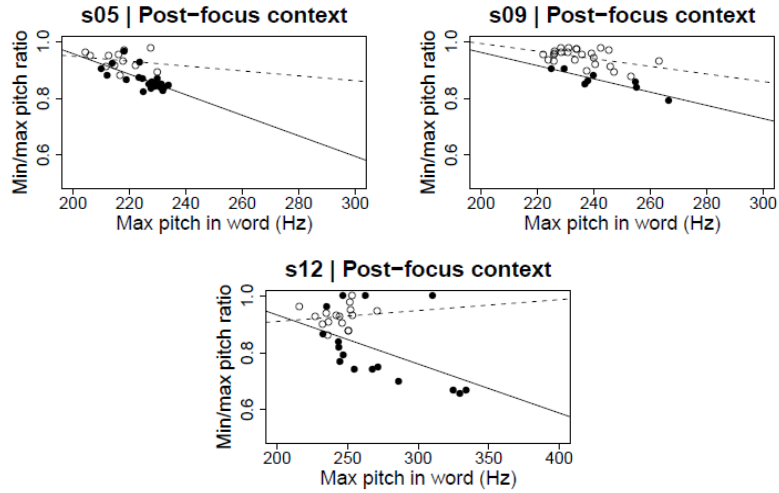 s05 | Post-focus context
Min/max pitch ratio
1.0
0.8
0.6
200 220 240 260 280 300
Max pitch in word (Hz)
s09 | Post-focus context
Min/max pitch ratio
1.0
0.8
0.6
200 220 240 260 280 300
Max pitch in word (Hz)
s12 | Post-focus context
Min/max pitch ratio
1.0
0.8
0.6
200 250 300 350 400
Max pitch in word (Hz)